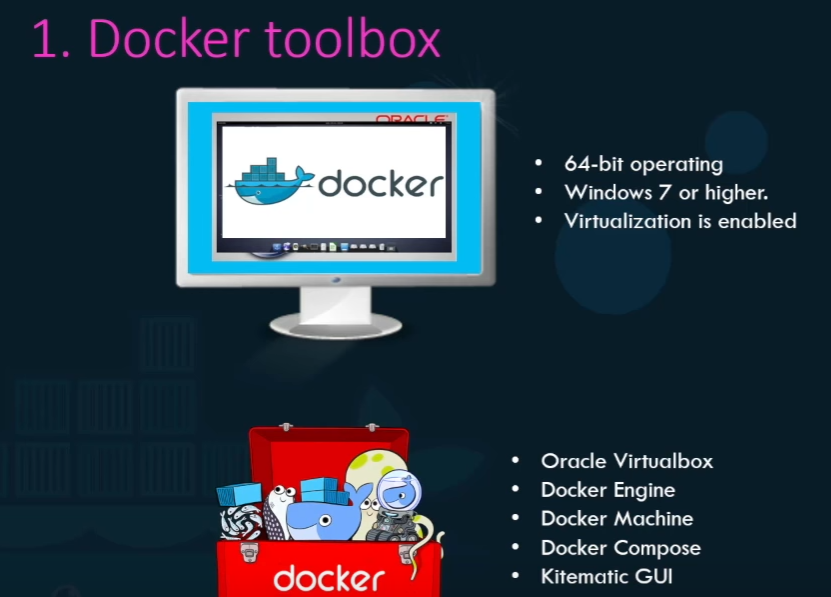 1. Docker toolbox
ORACLE
docker
• 64-bit operating
• Windows 7 or higher.
• Virtualization is enabled
docker
• Oracle Virtualbox
• Docker Engine
• Docker Machine
• Docker Compose
• Kitematic GUI